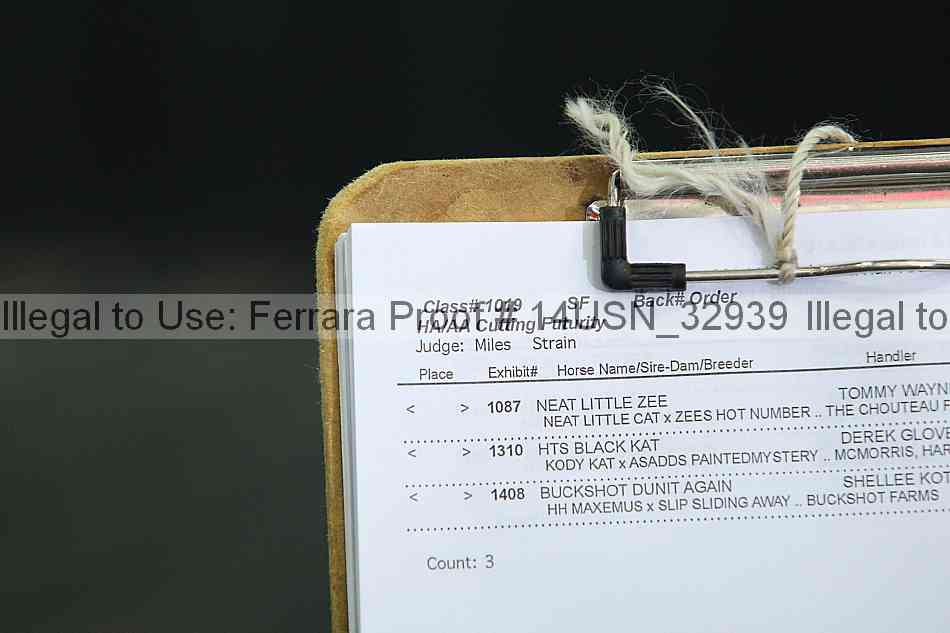 Class# 1019 SF Back# Order
Illegal to Use: Ferrara Proof # 14USN_32939 Illegal to
HA/AA Cutting Futurity
Judge: Miles Strain
Place Exhibit# Horse Name/Sire-Dam/Breeder Handler
< > 1087 NEAT LITTLE ZEE TOMMY WAYN
NEAT LITTLE CAT x ZEES HOT NUMBER .. THE CHOUTEAU
< > 1310 HTS BLACK KAT DEREK GLOVE
KODY KAT x ASADDS PAINTEDMYSTERY .. MCMORRIS, HAR
< > 1408 BUCKSHOT DUNIT AGAIN SHELLEE KOT
HH MAXEMUS x SLIP SLIDING AWAY .. BUCKSHOT FARMS
Count: 3